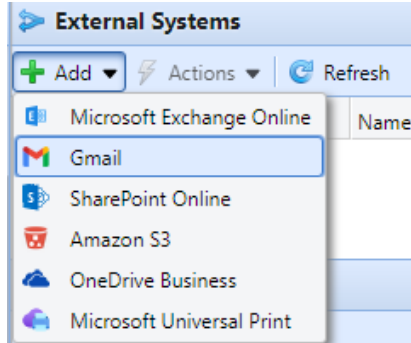 External Systems
Add Actions Refresh
Microsoft Exchange Online
Name
Gmail
SharePoint Online
Amazon S3
OneDrive Business
Microsoft Universal Print